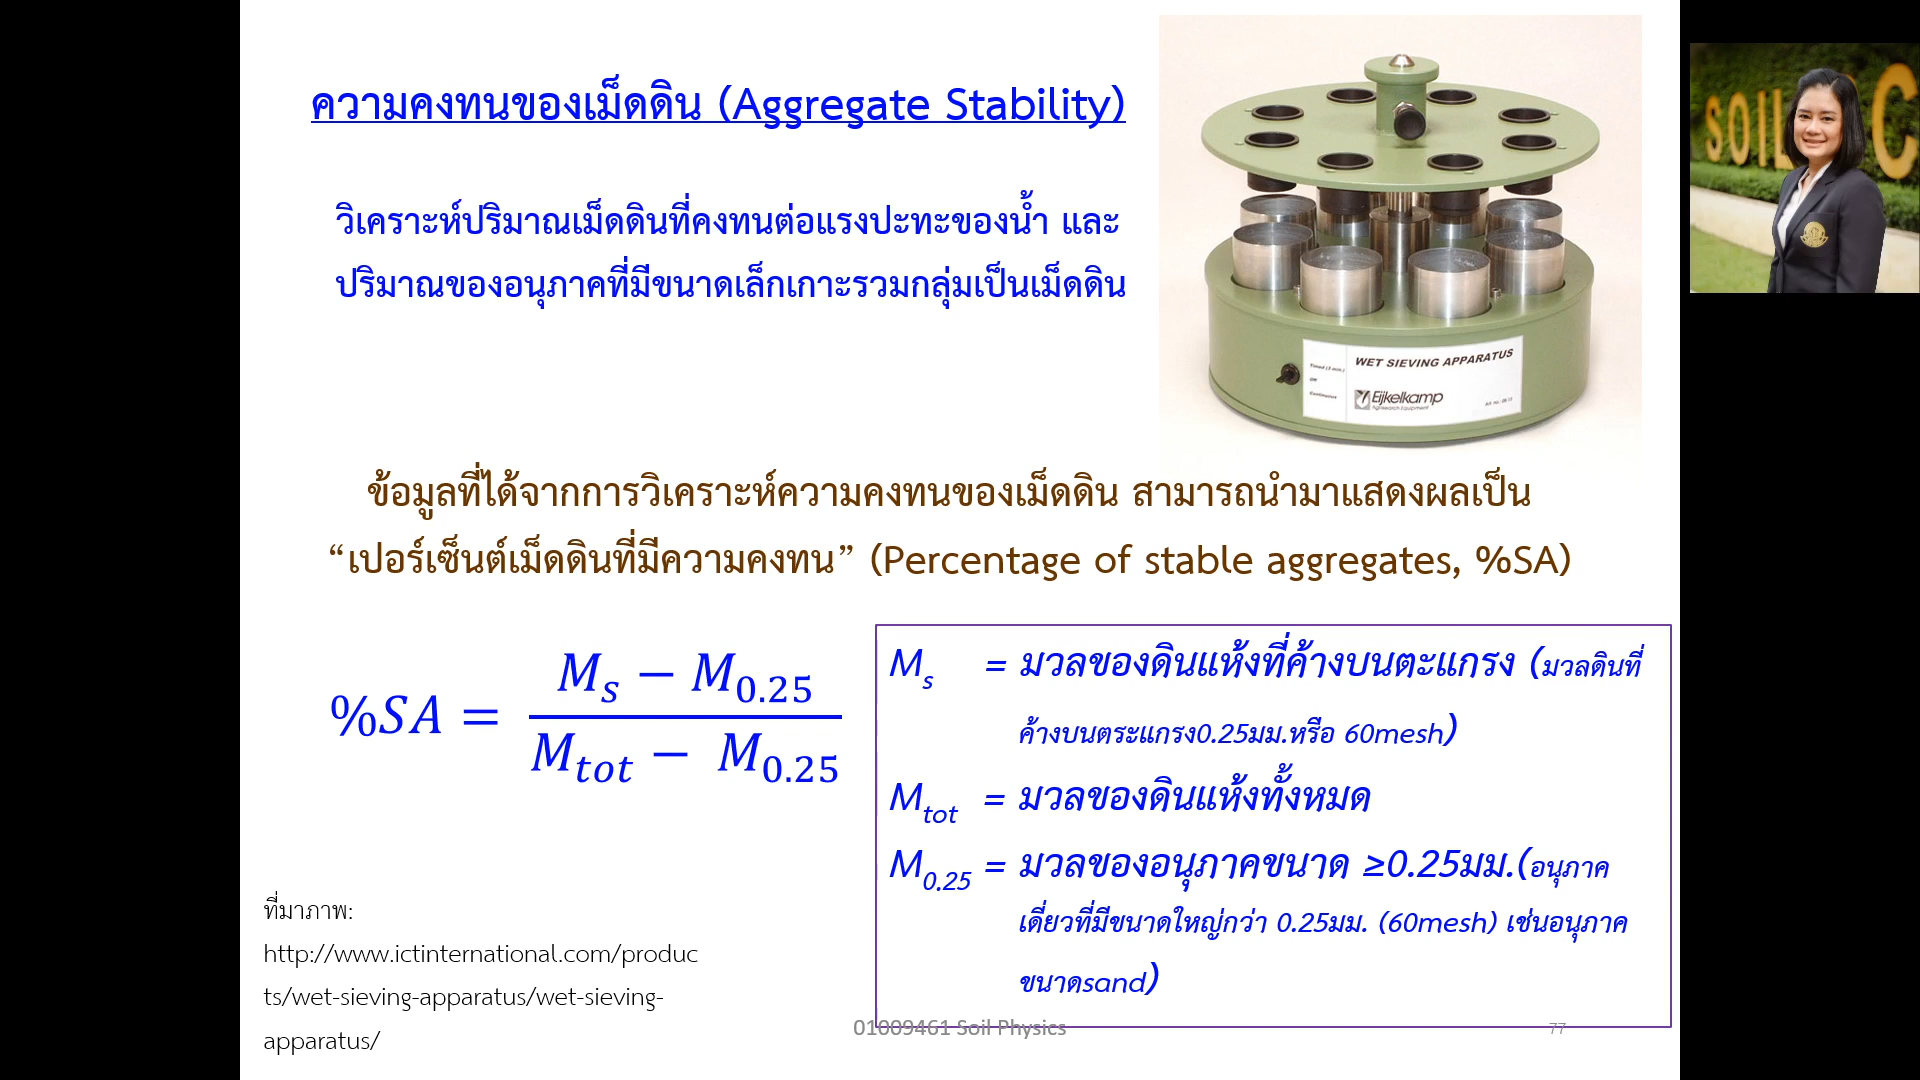 ความคงทนของเม็ดดิน (Aggregate Stability)
วิเคราะห์ปริมาณเม็ดดินที่คงทนต่อแรงปะทะของน้ำ และ
ปริมาณของอนุภาคที่มีขนาดเล็กเกาะรวมกลุ่มเป็นเม็ดดิน
WET SIEVING APPARATUS
Eijkelkamp
Agrisearch Equipment
Continuous
SOIL
C
ข้อมูลที่ได้จากการวิเคราะห์ความคงทนของเม็ดดิน สามารถนำมาแสดงผลเป็น
“เปอร์เซ็นต์เม็ดดินที่มีความคงทน” (Percentage of stable aggregates, %SA)
%SA = (M_s − M_0.25) / (M_tot − M_0.25)
M_s = มวลของดินแห้งที่ค้างบนตะแกรง (มวลดินที่
ค้างบนตระแกรง0.25มม.หรือ 60mesh)
M_tot = มวลของดินแห้งทั้งหมด
M_0.25 = มวลของอนุภาคขนาด ≥0.25มม.(อนุภาค
เดี่ยวที่มีขนาดใหญ่กว่า 0.25มม. (60mesh) เช่นอนุภาค
ขนาดsand)
ที่มาภาพ:
http://www.ictinternational.com/produc
ts/wet-sieving-apparatus/wet-sieving-
apparatus/
01009461 Soil Physics
77